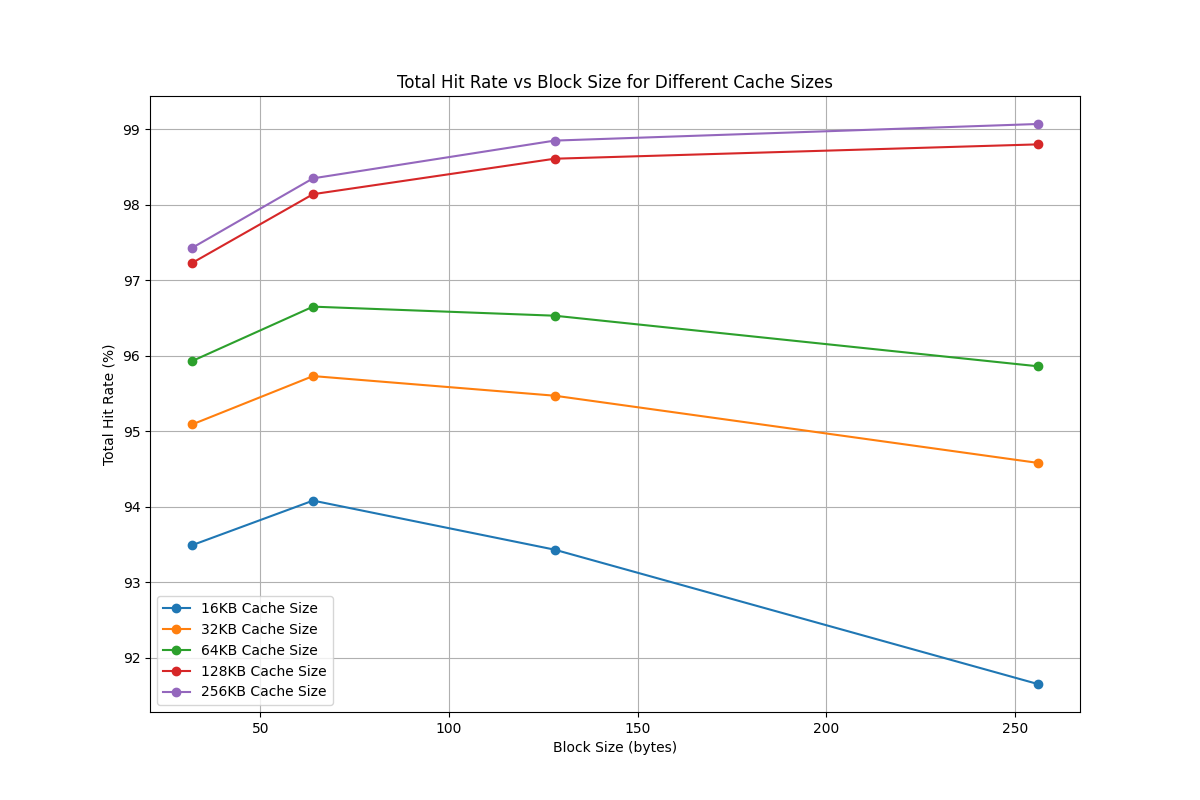 Total Hit Rate vs Block Size for Different Cache Sizes
99
98
97
96
95
94
93
92
Total Hit Rate (%)
16KB Cache Size
32KB Cache Size
64KB Cache Size
128KB Cache Size
256KB Cache Size
50 100 150 200 250
Block Size (bytes)